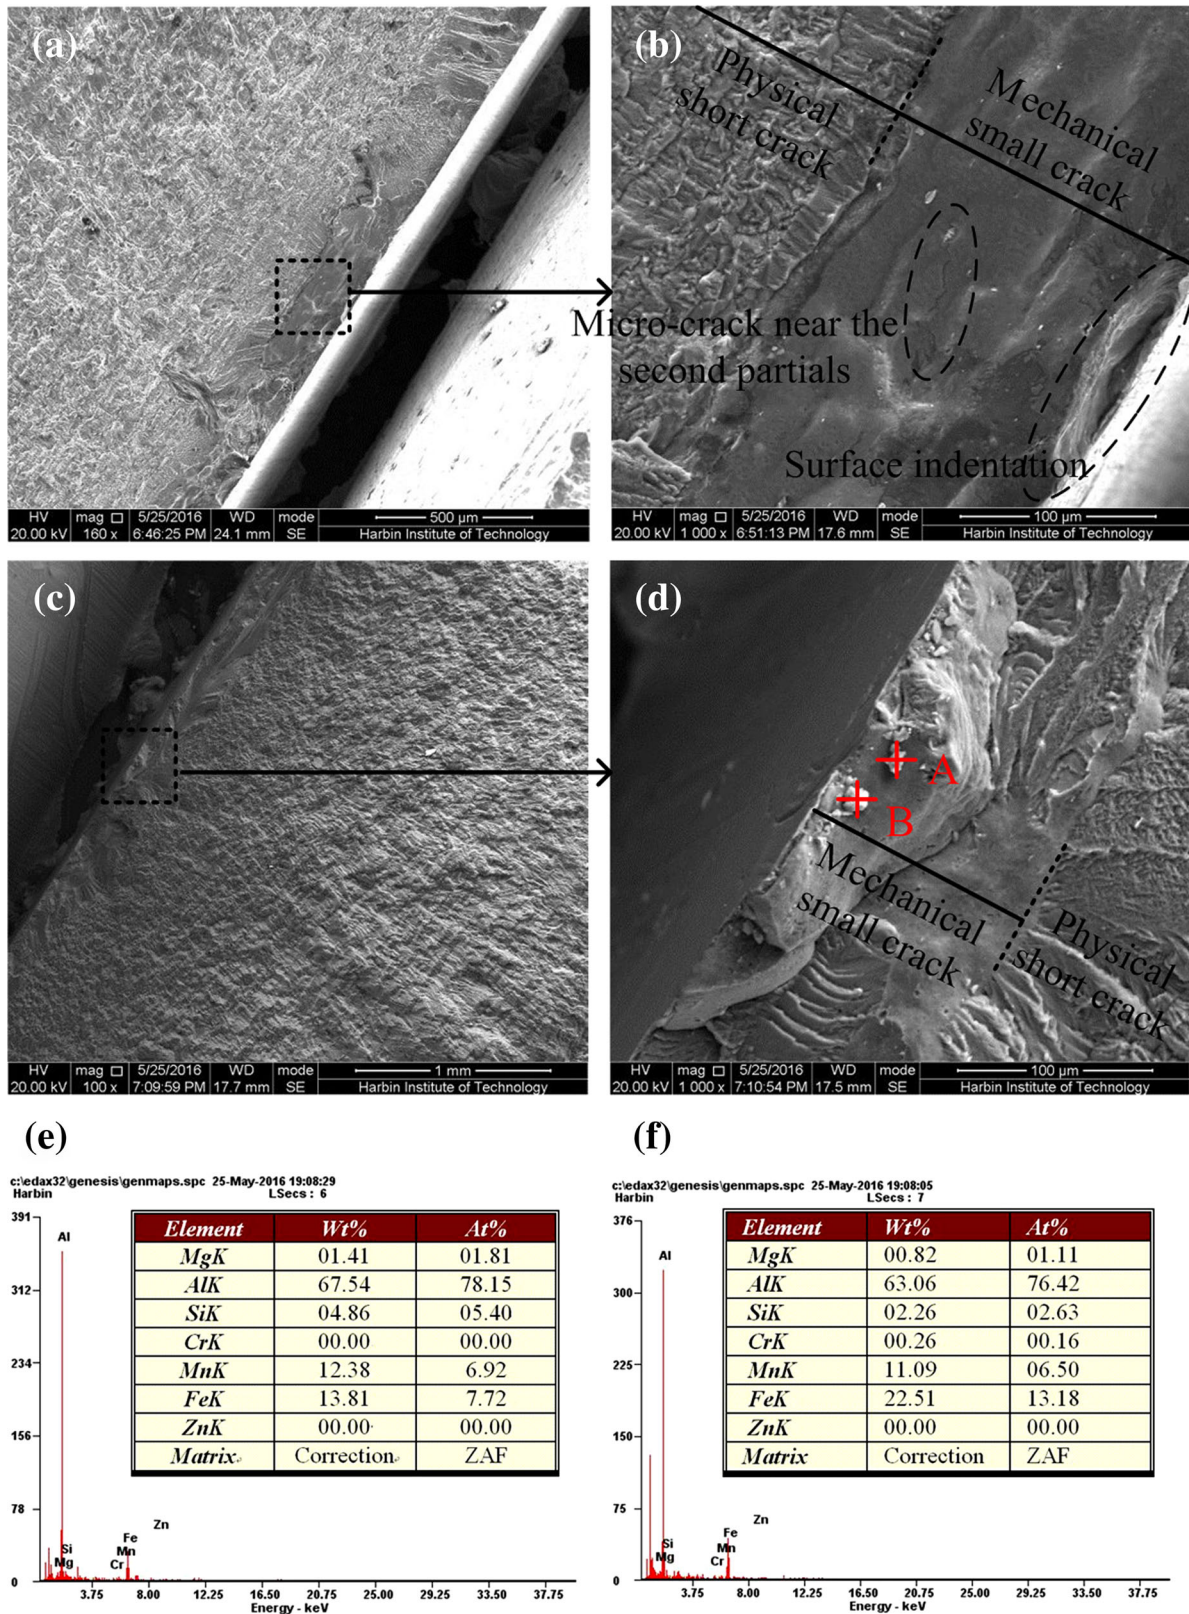 (a)
HV mag 5/25/2016 WD mode 500 µm
20.00 kV 160 x 6:46:25 PM 24.1 mm SE Harbin Institute of Technology
(b)
Physical
short crack
Mechanical
small crack
Micro-crack near the
second partials
Surface indentation
HV mag 5/25/2016 WD mode 100 µm
20.00 kV 1 000 x 6:51:13 PM 17.6 mm SE Harbin Institute of Technology
(c)
HV mag 5/25/2016 WD mode 1 mm
20.00 kV 100 x 7:09:59 PM 17.7 mm SE Harbin Institute of Technology
(d)
A
B
Mechanical
small crack
Physical
short crack
HV mag 5/25/2016 WD mode 100 µm
20.00 kV 1 000 x 7:10:54 PM 17.5 mm SE Harbin Institute of Technology
(e)
c:\edax32\genesis\genmaps.spc 25-May-2016 19:08:29
Harbin LSecs : 6
391
312
234
156
78
0
Al
Element Wt% At%
MgK 01.41 01.81
AlK 67.54 78.15
SiK 04.86 05.40
CrK 00.00 00.00
MnK 12.38 6.92
FeK 13.81 7.72
ZnK 00.00 00.00
Matrix Correction ZAF
Si
Mg
Cr
Fe
Mn
Zn
3.75 8.00 12.25 16.50 20.75 25.00 29.25 33.50 37.75
Energy - keV
(f)
c:\edax32\genesis\genmaps.spc 25-May-2016 19:08:05
Harbin LSecs : 7
376
300
225
150
75
0
Al
Element Wt% At%
MgK 00.82 01.11
AlK 63.06 76.42
SiK 02.26 02.63
CrK 00.26 00.16
MnK 11.09 06.50
FeK 22.51 13.18
ZnK 00.00 00.00
Matrix Correction ZAF
Si
Mg
Cr
Fe
Mn
Zn
3.75 8.00 12.25 16.50 20.75 25.00 29.25 33.50 37.75
Energy - keV